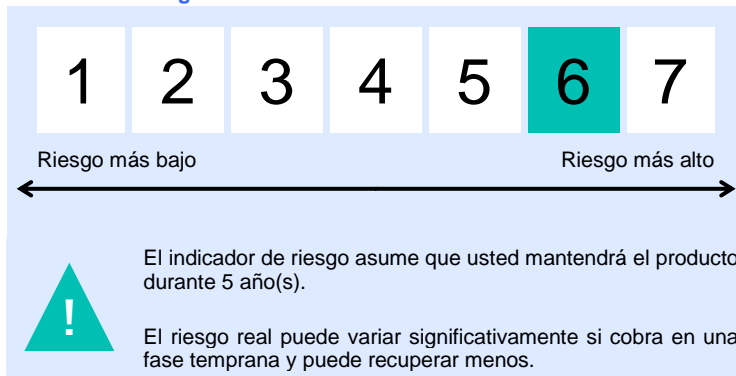 1 2 3 4 5 6 7
Riesgo más bajo Riesgo más alto
El indicador de riesgo asume que usted mantendrá el producto
durante 5 año(s).
!
El riesgo real puede variar significativamente si cobra en una
fase temprana y puede recuperar menos.